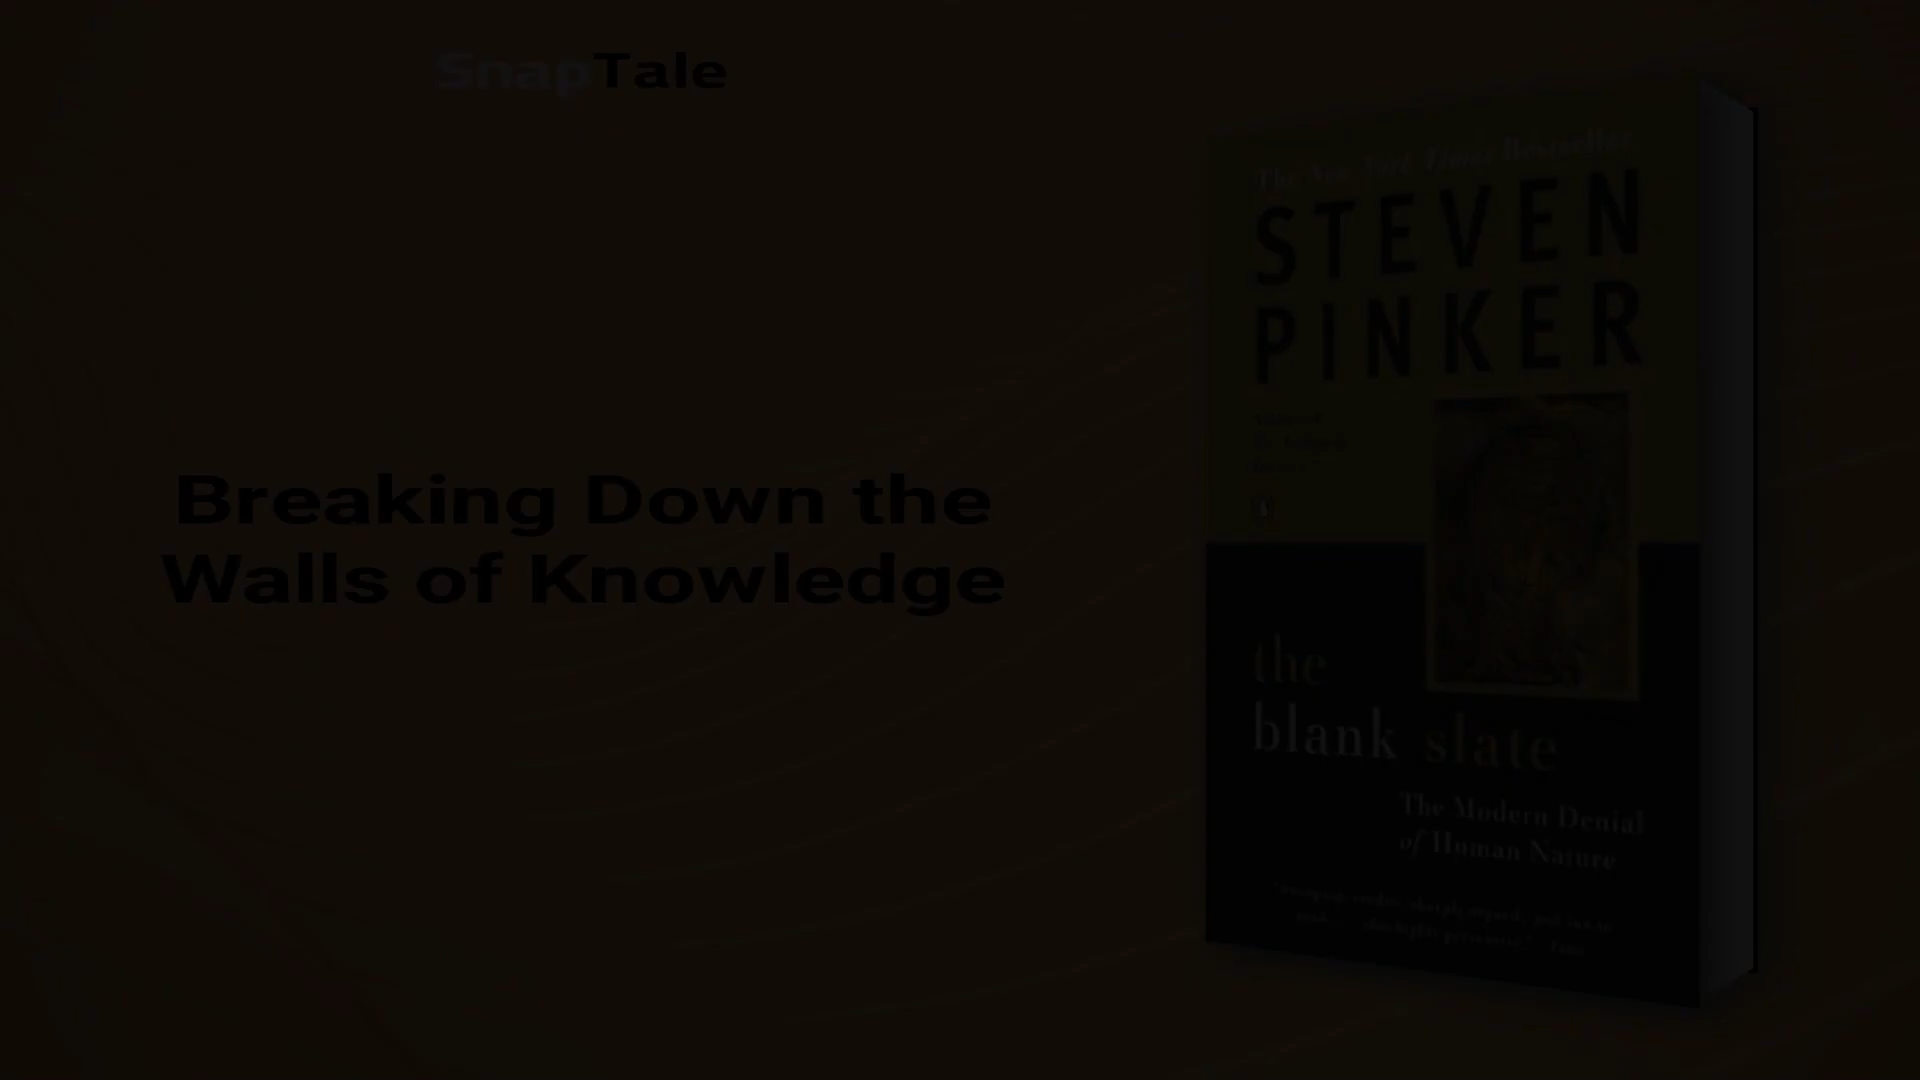 SnapTale
Breaking Down the
Walls of Knowledge
The New York Times Bestseller
STEVEN
PINKER
the
blank slate
The Modern Denial
of Human Nature